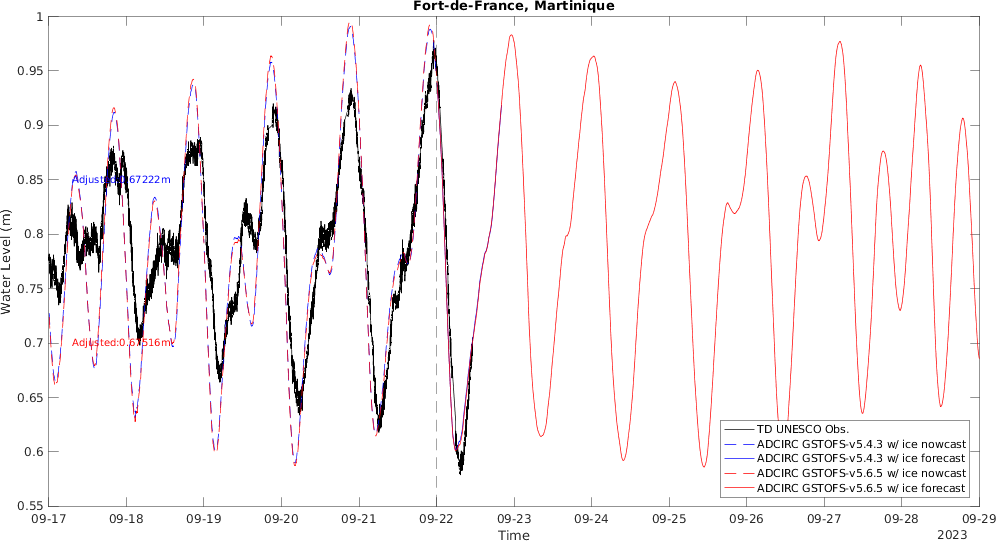 Fort-de-France, Martinique
Water Level (m)
1
0.95
0.9
0.85
0.8
0.75
0.7
0.65
0.6
0.55
Adjusted:0.67222m
Adjusted:0.67516m
TD UNESCO Obs.
ADCIRC GSTOFS-v5.4.3 w/ ice nowcast
ADCIRC GSTOFS-v5.4.3 w/ ice forecast
ADCIRC GSTOFS-v5.6.5 w/ ice nowcast
ADCIRC GSTOFS-v5.6.5 w/ ice forecast
09-17 09-18 09-19 09-20 09-21 09-22 09-23 09-24 09-25 09-26 09-27 09-28 09-29
Time
2023